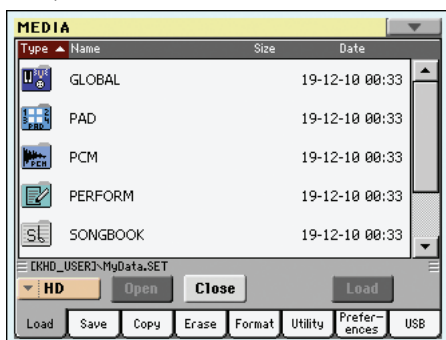 MEDIA
Type Name Size Date
GLOBAL 19-12-10 00:33
PAD 19-12-10 00:33
PCM 19-12-10 00:33
PERFORM 19-12-10 00:33
SONGBOOK 19-12-10 00:33
[KHD_USER]\MyData.SET
HD Open Close Load
Load Save Copy Erase Format Utility Prefer-
ences USB